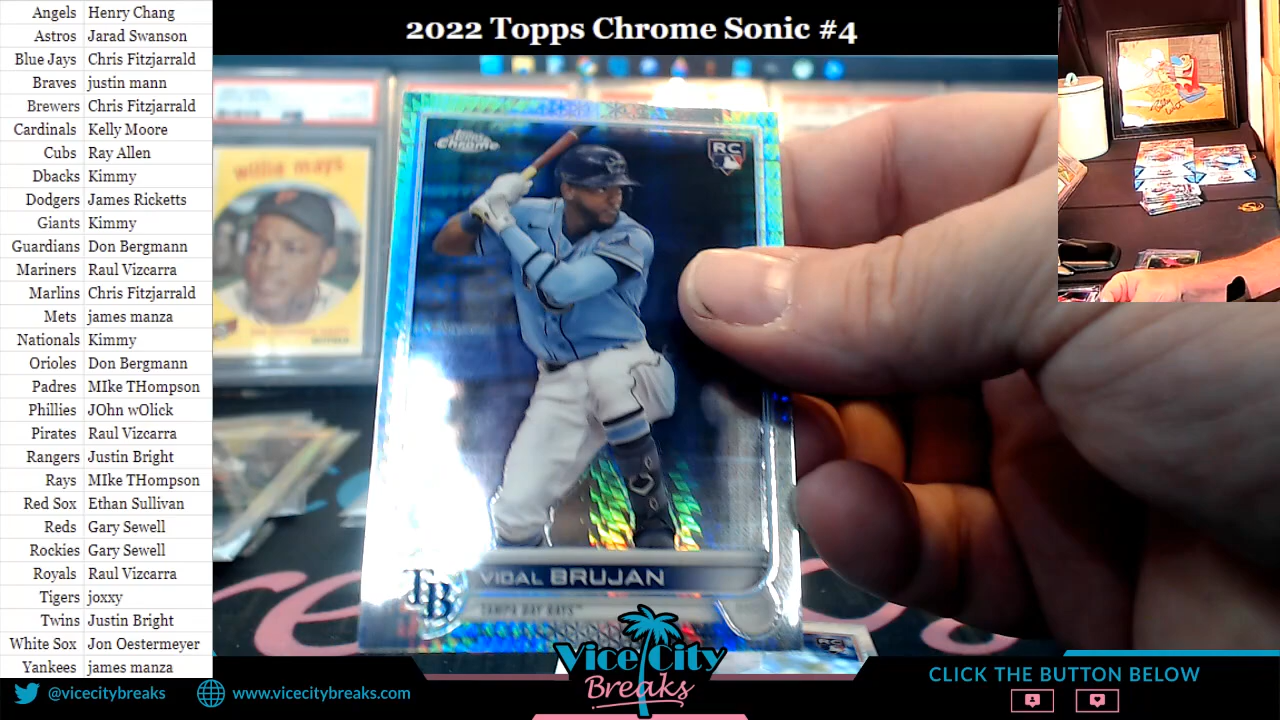 2022 Topps Chrome Sonic #4
Angels Henry Chang
Astros Jarad Swanson
Blue Jays Chris Fitzjarrald
Braves justin mann
Brewers Chris Fitzjarrald
Cardinals Kelly Moore
Cubs Ray Allen
Dbacks Kimmy
Dodgers James Ricketts
Giants Kimmy
Guardians Don Bergmann
Mariners Raul Vizcarra
Marlins Chris Fitzjarrald
Mets james manza
Nationals Kimmy
Orioles Don Bergmann
Padres MIke THompson
Phillies JOhn wOlick
Pirates Raul Vizcarra
Rangers Justin Bright
Rays MIke THompson
Red Sox Ethan Sullivan
Reds Gary Sewell
Rockies Gary Sewell
Royals Raul Vizcarra
Tigers joxxy
Twins Justin Bright
White Sox Jon Oestermeyer
Yankees james manza
willie mays
Topps
Chrome
RC
TB
VIDAL BRUJAN
TAMPA BAY RAYS™
RC
Vice City
Breaks
@vicecitybreaks
www.vicecitybreaks.com
CLICK THE BUTTON BELOW